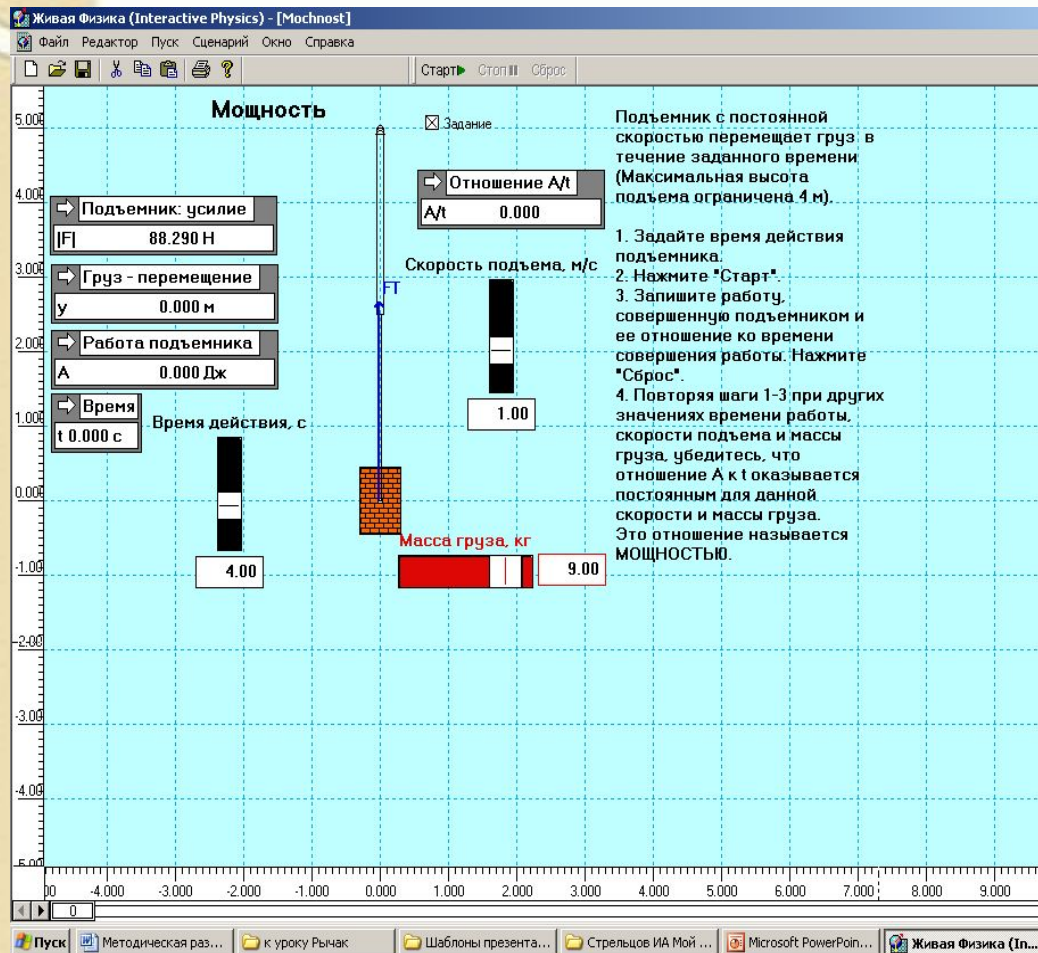 Живая Физика (Interactive Physics) - [Mochnost]
Файл Редактор Пуск Сценарий Окно Справка
Старт Стоп Сброс
Мощность
Задание
Подъемник с постоянной
скоростью перемещает груз в
течение заданного времени
(Максимальная высота
подъема ограничена 4 м).
1. Задайте время действия
подъемника.
2. Нажмите "Старт".
3. Запишите работу,
совершенную подъемником и
ее отношение ко времени
совершения работы. Нажмите
"Сброс".
4. Повторяя шаги 1-3 при других
значениях времени работы,
скорости подъема и массы
груза, убедитесь, что
отношение А к t оказывается
постоянным для данной
скорости и массы груза.
Это отношение называется
МОЩНОСТЬЮ.
Отношение A/t
A/t 0.000
Подъемник: усилие
|F| 88.290 Н
Груз - перемещение
y 0.000 м
Работа подъемника
A 0.000 Дж
Время
t 0.000 с
Скорость подъема, м/с
1.00
FT
Время действия, с
4.00
Масса груза, кг
9.00
5.000
4.000
3.000
2.000
1.000
0.000
-1.00
-2.00
-3.00
-4.00
-5.00
00 -4.000 -3.000 -2.000 -1.000 0.000 1.000 2.000 3.000 4.000 5.000 6.000 7.000 8.000 9.000
0
Пуск Методическая раз... к уроку Рычак Шаблоны презента... Стрельцов ИА Мой ... Microsoft PowerPoin... Живая Физика (In...